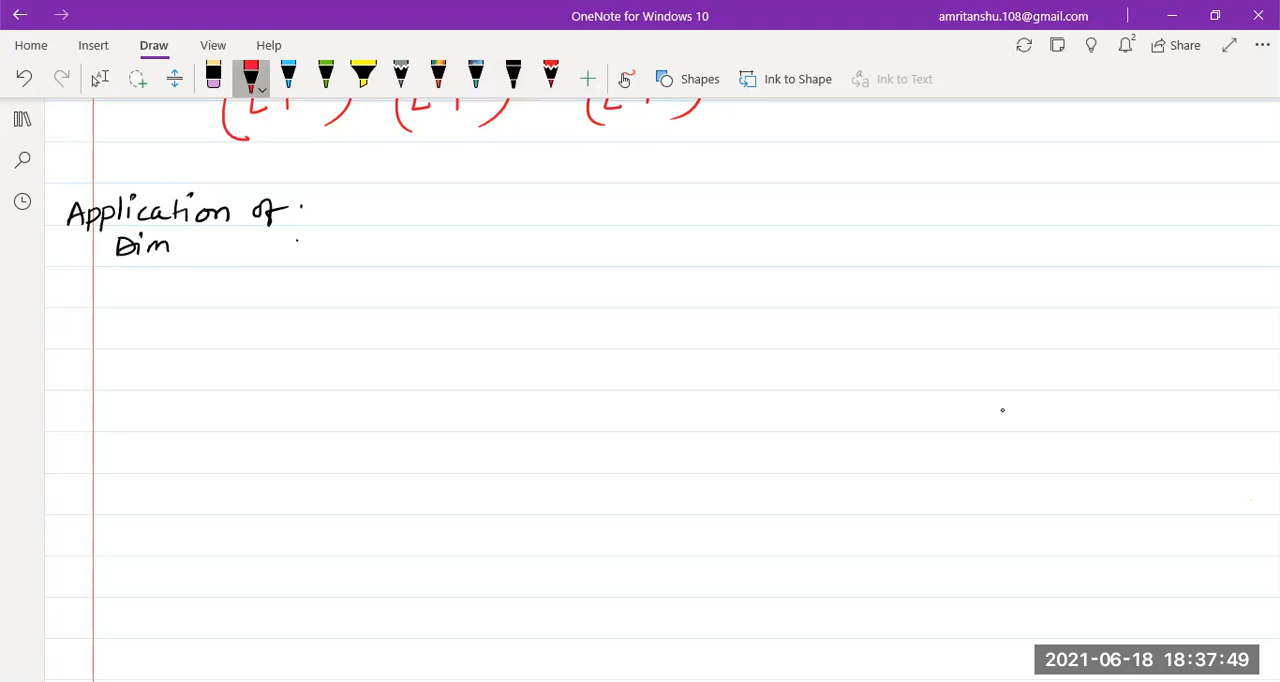 OneNote for Windows 10
amritanshu.108@gmail.com
Home Insert Draw View Help
Share
Shapes
Ink to Shape
Ink to Text
Application of :
Dim
2021-06-18 18:37:49